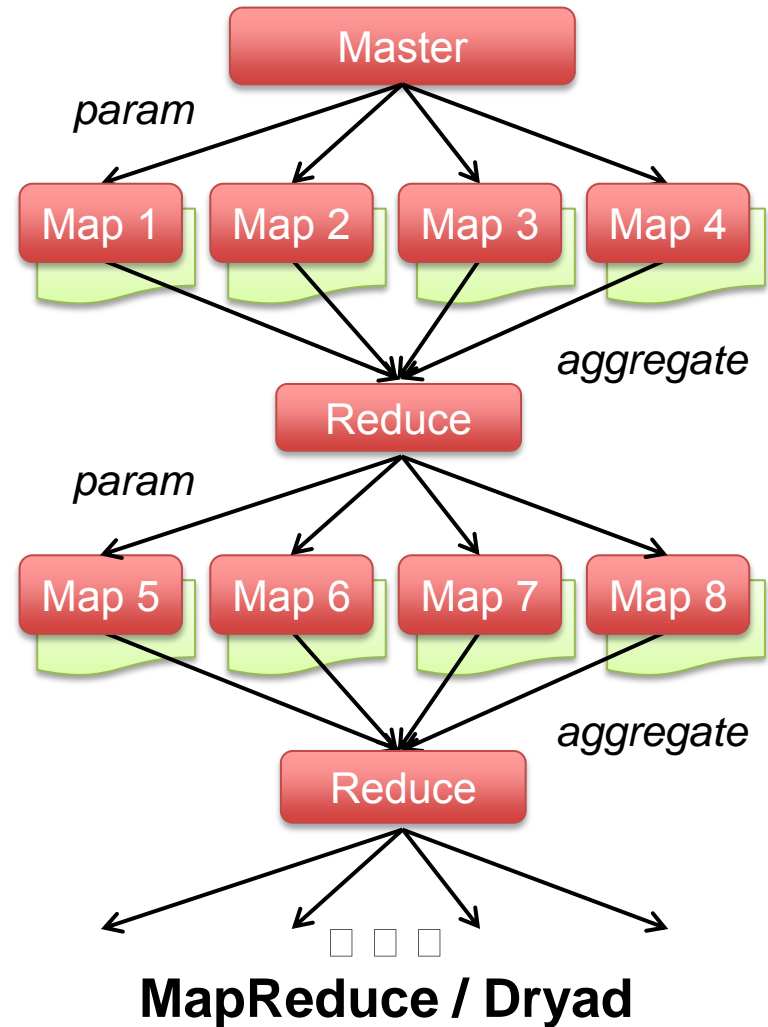 Master
param
Map 1 Map 2 Map 3 Map 4
aggregate
Reduce
param
Map 5 Map 6 Map 7 Map 8
aggregate
Reduce
MapReduce / Dryad